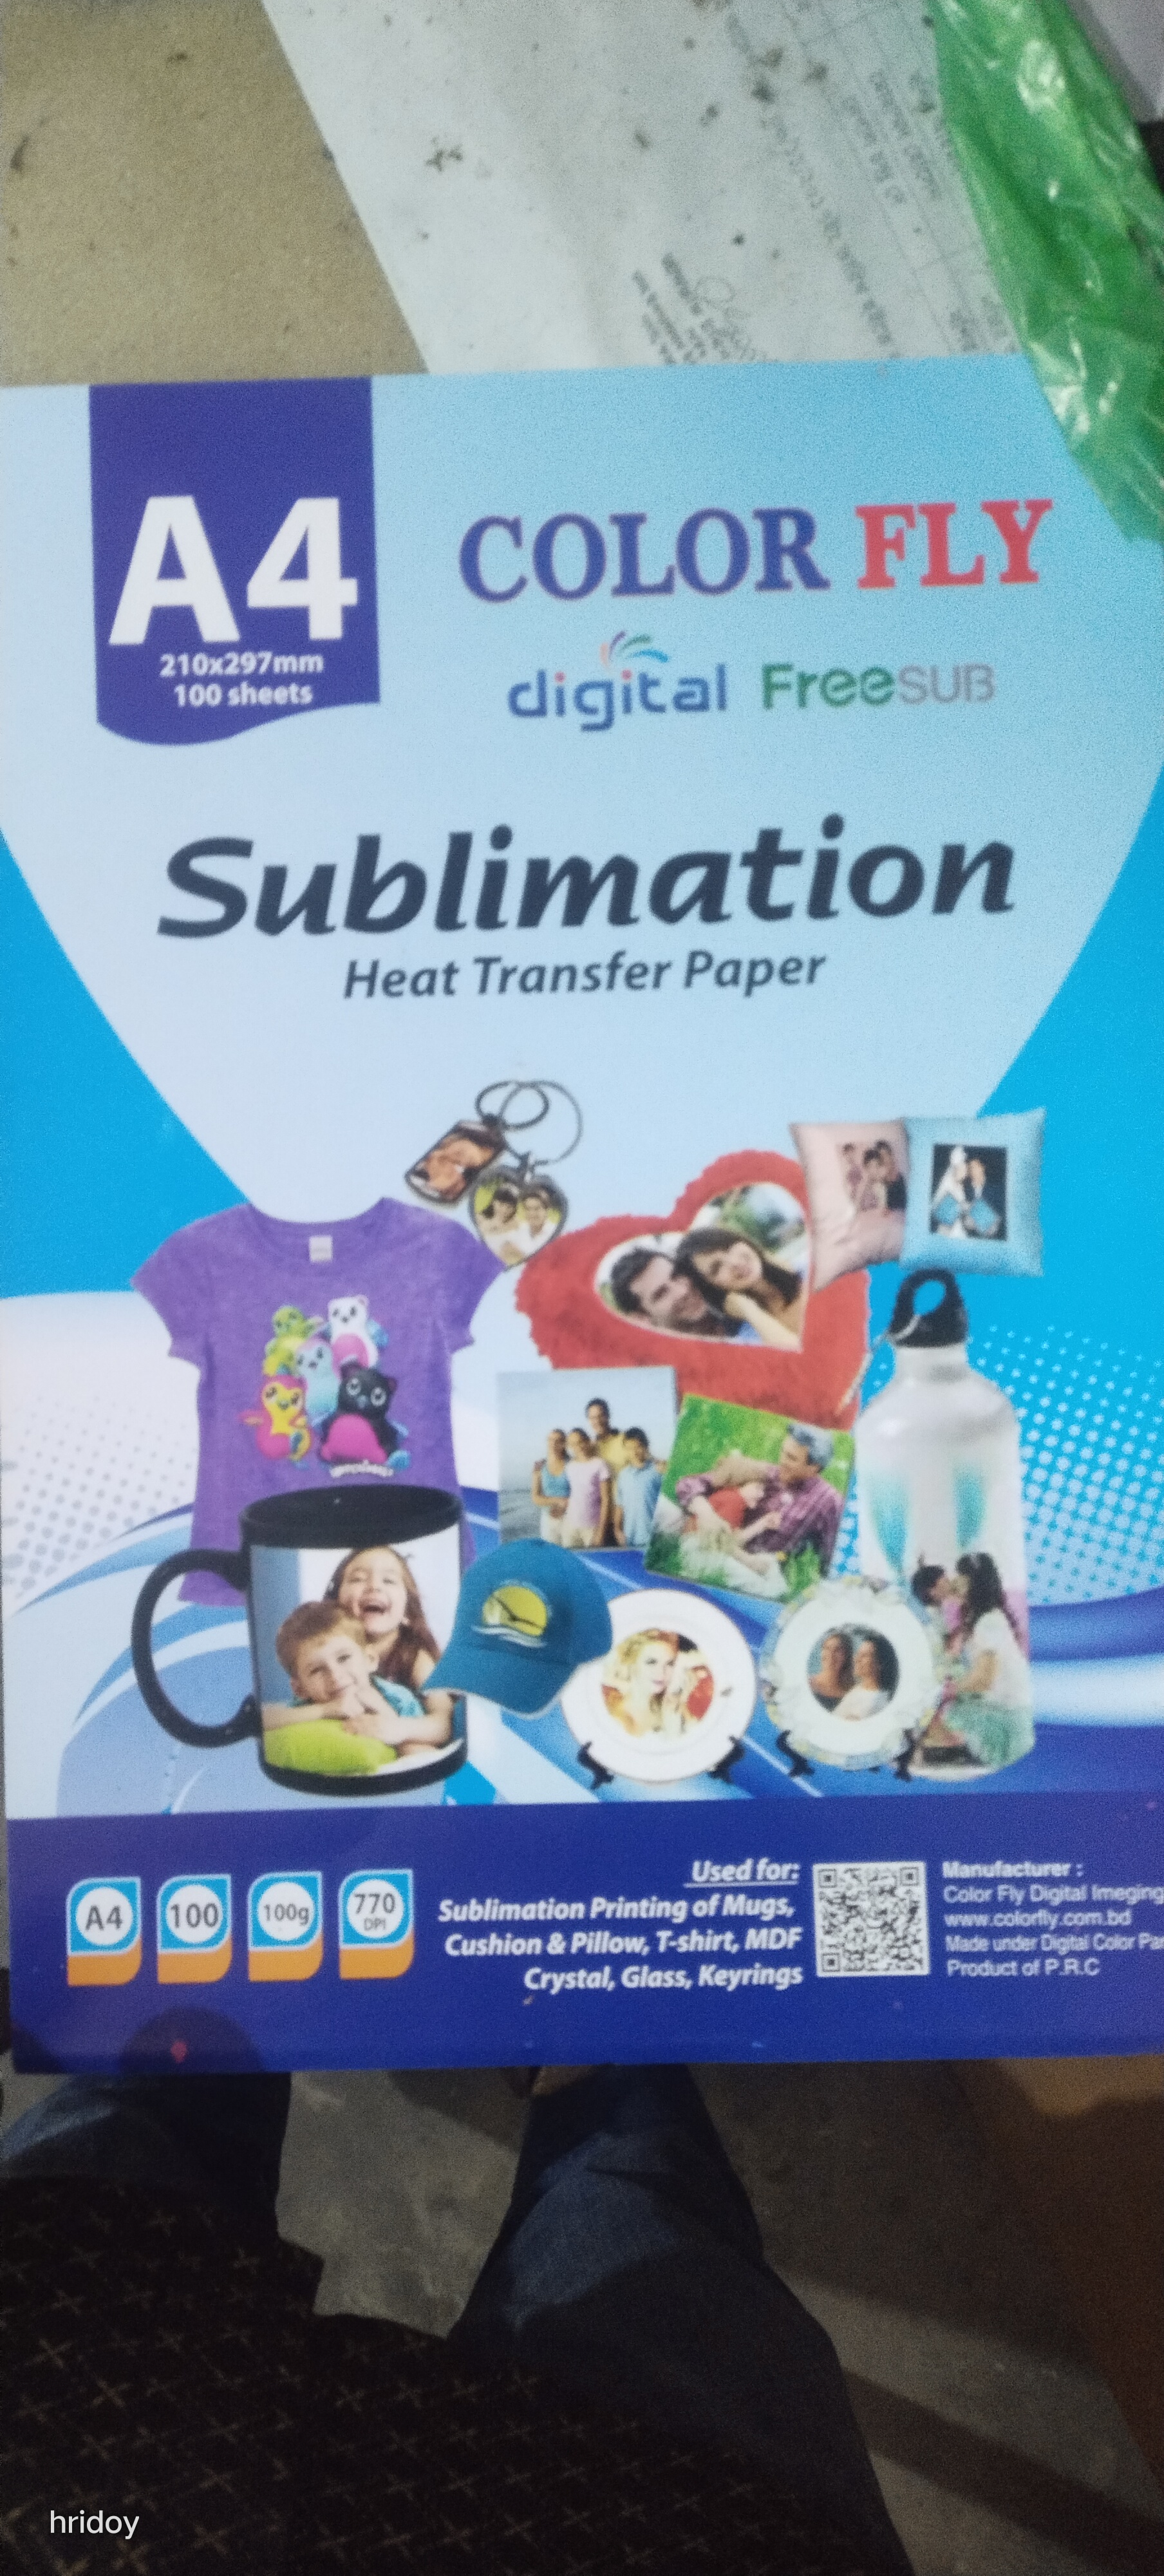 A4
210x297mm
100 sheets
COLOR FLY
digital FreeSUB
Sublimation
Heat Transfer Paper
A4
100
100g
770
DPI
Used for:
Sublimation Printing of Mugs,
Cushion & Pillow, T-shirt, MDF
Crystal, Glass, Keyrings
Manufacturer :
Color Fly Digital Imeging
www.colorfly.com.bd
Made under Digital Color
Product of P.R.C
hridoy